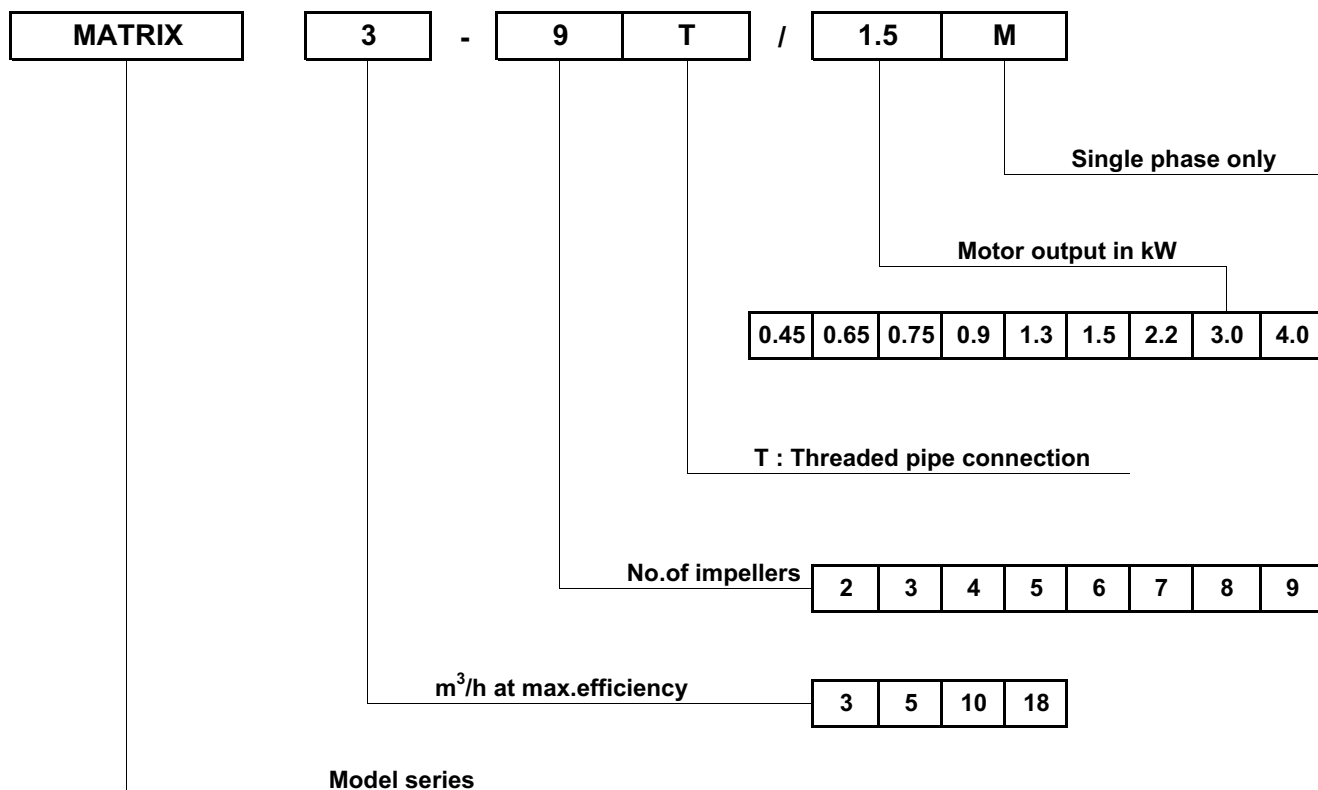 MATRIX 3 - 9 T / 1.5 M
Single phase only
Motor output in kW
0.45 0.65 0.75 0.9 1.3 1.5 2.2 3.0 4.0
T : Threaded pipe connection
No.of impellers 2 3 4 5 6 7 8 9
m³/h at max.efficiency 3 5 10 18
Model series